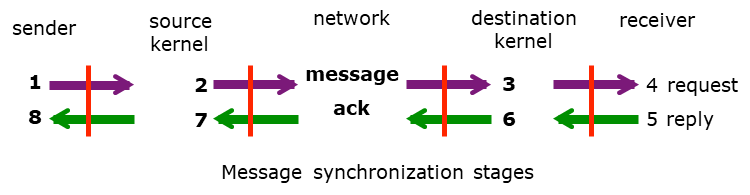 sender
source
kernel
network
destination
kernel
receiver
1
2
message
3
4 request
8
7
ack
6
5 reply
Message synchronization stages